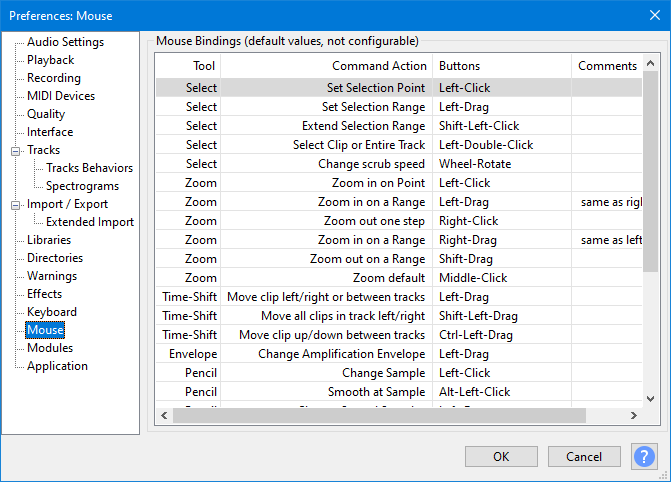 Preferences: Mouse
Audio Settings
Playback
Recording
MIDI Devices
Quality
Interface
Tracks
Tracks Behaviors
Spectrograms
Import / Export
Extended Import
Libraries
Directories
Warnings
Effects
Keyboard
Mouse
Modules
Application
Mouse Bindings (default values, not configurable)
Tool Command Action Buttons Comments
Select Set Selection Point Left-Click
Select Set Selection Range Left-Drag
Select Extend Selection Range Shift-Left-Click
Select Select Clip or Entire Track Left-Double-Click
Select Change scrub speed Wheel-Rotate
Zoom Zoom in on Point Left-Click
Zoom Zoom in on a Range Left-Drag same as
Zoom Zoom out one step Right-Click
Zoom Zoom in on a Range Right-Drag same as left
Zoom Zoom out on a Range Shift-Drag
Zoom Zoom default Middle-Click
Time-Shift Move clip left/right or between tracks Left-Drag
Time-Shift Move all clips in track left/right Shift-Left-Drag
Time-Shift Move clip up/down between tracks Ctrl-Left-Drag
Envelope Change Amplification Envelope Left-Drag
Pencil Change Sample Left-Click
Pencil Smooth at Sample Alt-Left-Click
OK Cancel ?